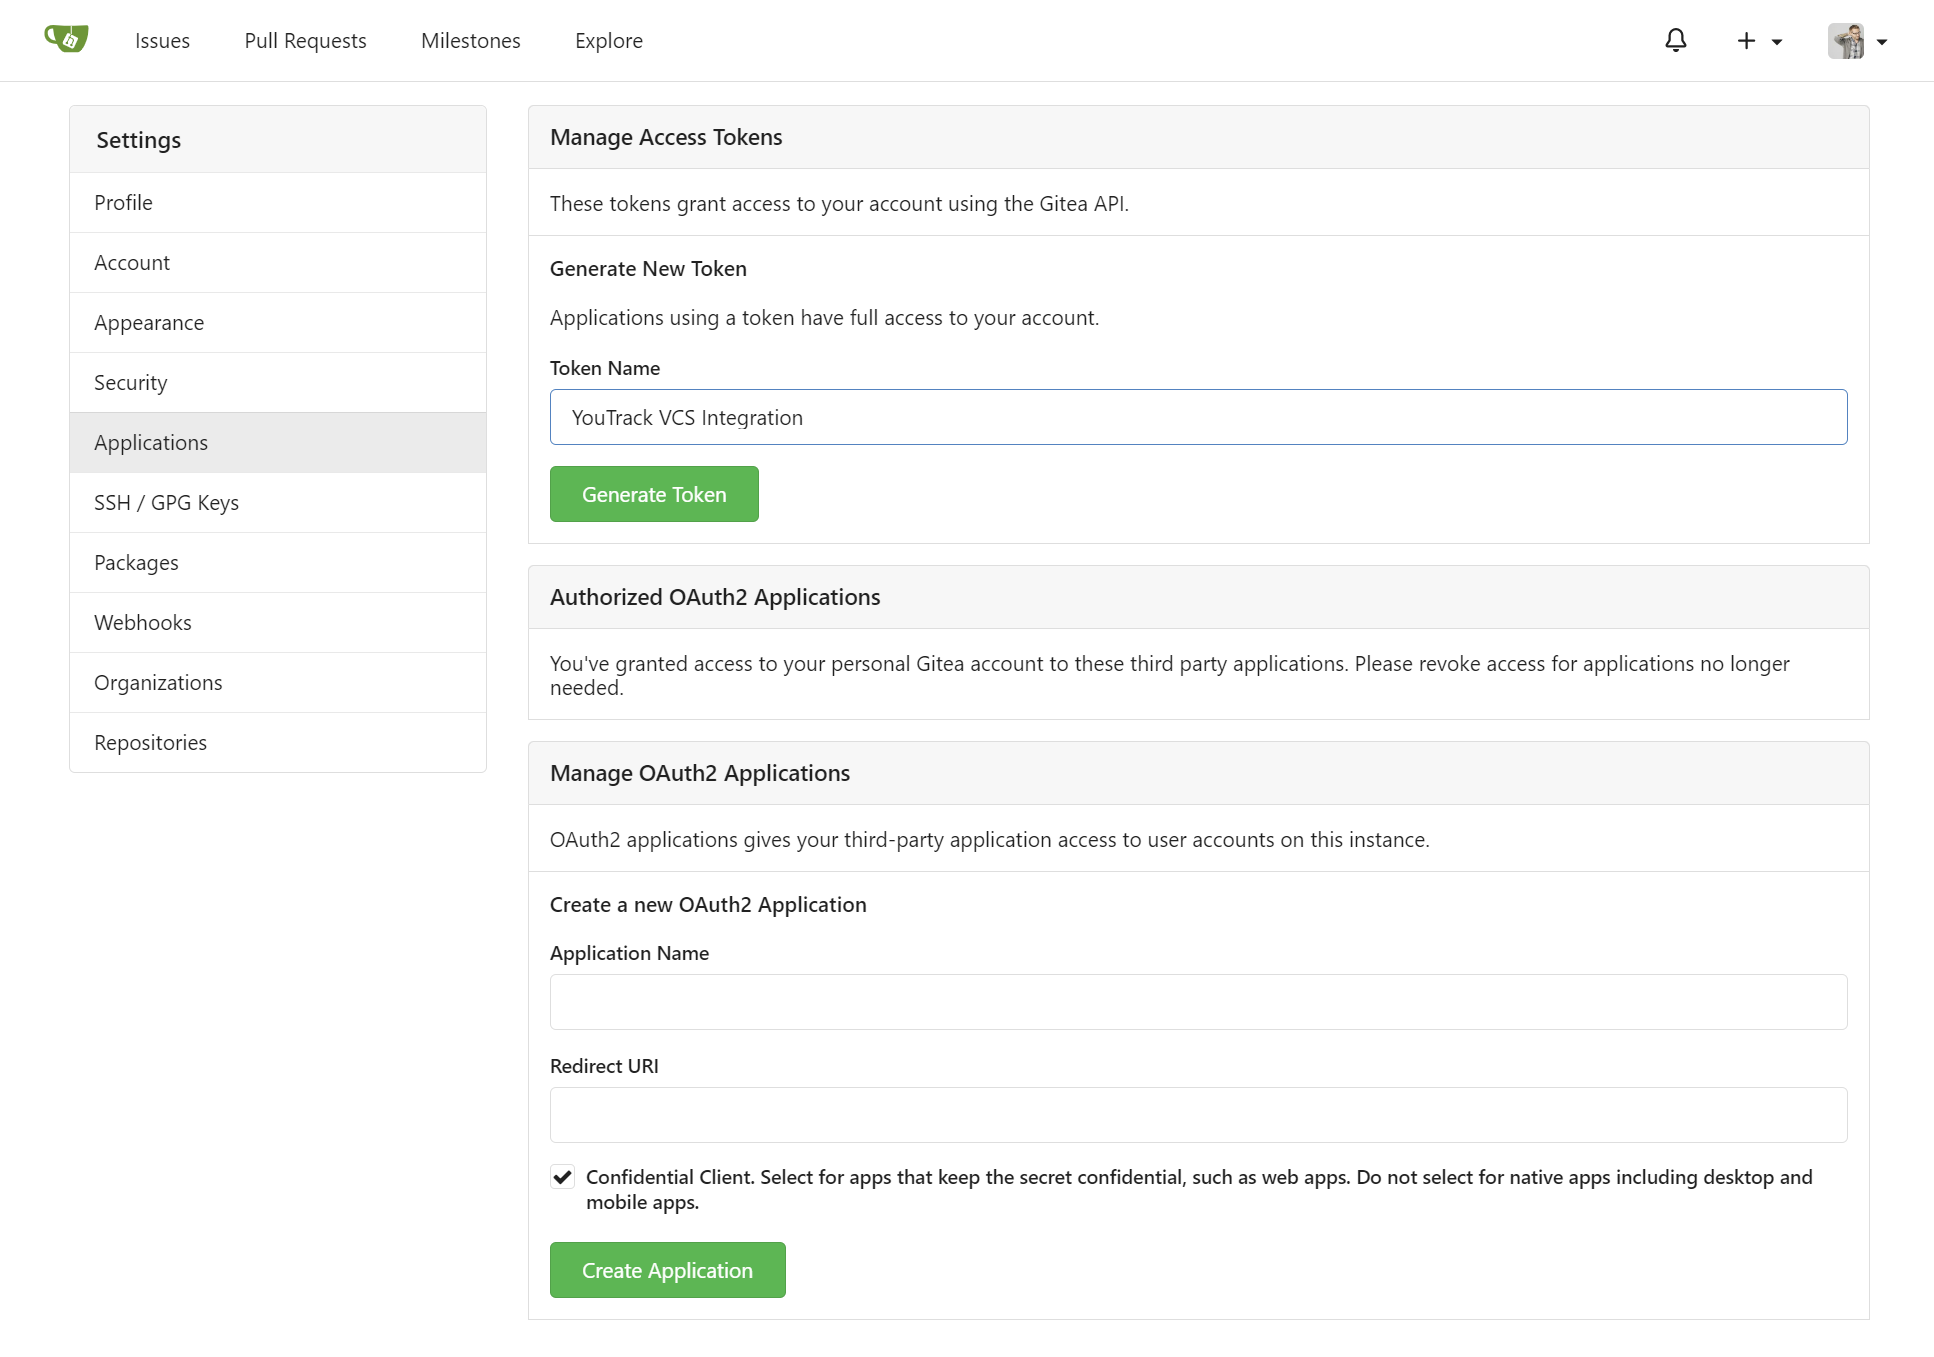 Issues Pull Requests Milestones Explore
Settings
Profile
Account
Appearance
Security
Applications
SSH / GPG Keys
Packages
Webhooks
Organizations
Repositories
Manage Access Tokens
These tokens grant access to your account using the Gitea API.
Generate New Token
Applications using a token have full access to your account.
Token Name
YouTrack VCS Integration
Generate Token
Authorized OAuth2 Applications
You've granted access to your personal Gitea account to these third party applications. Please revoke access for applications no longer
needed.
Manage OAuth2 Applications
OAuth2 applications gives your third-party application access to user accounts on this instance.
Create a new OAuth2 Application
Application Name
Redirect URI
Confidential Client. Select for apps that keep the secret confidential, such as web apps. Do not select for native apps including desktop and
mobile apps.
Create Application